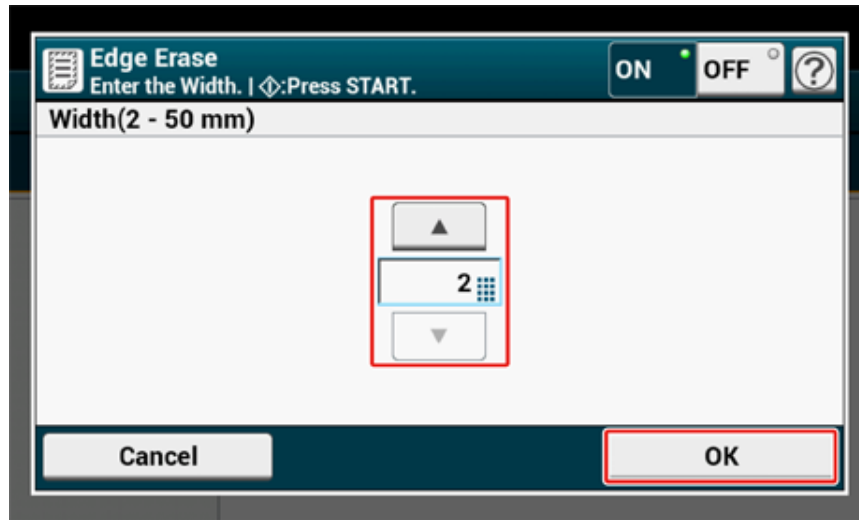 Edge Erase
Enter the Width. | :Press START.
ON OFF ?
Width(2 - 50 mm)
▲
2
▼
Cancel OK